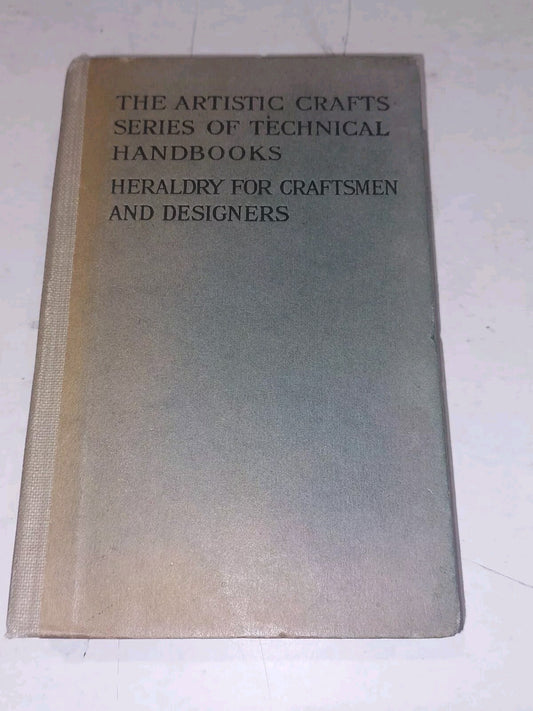 THE ARTISTIC CRAFTS
SERIES OF TECHNICAL
HANDBOOKS
HERALDRY FOR CRAFTSMEN
AND DESIGNERS